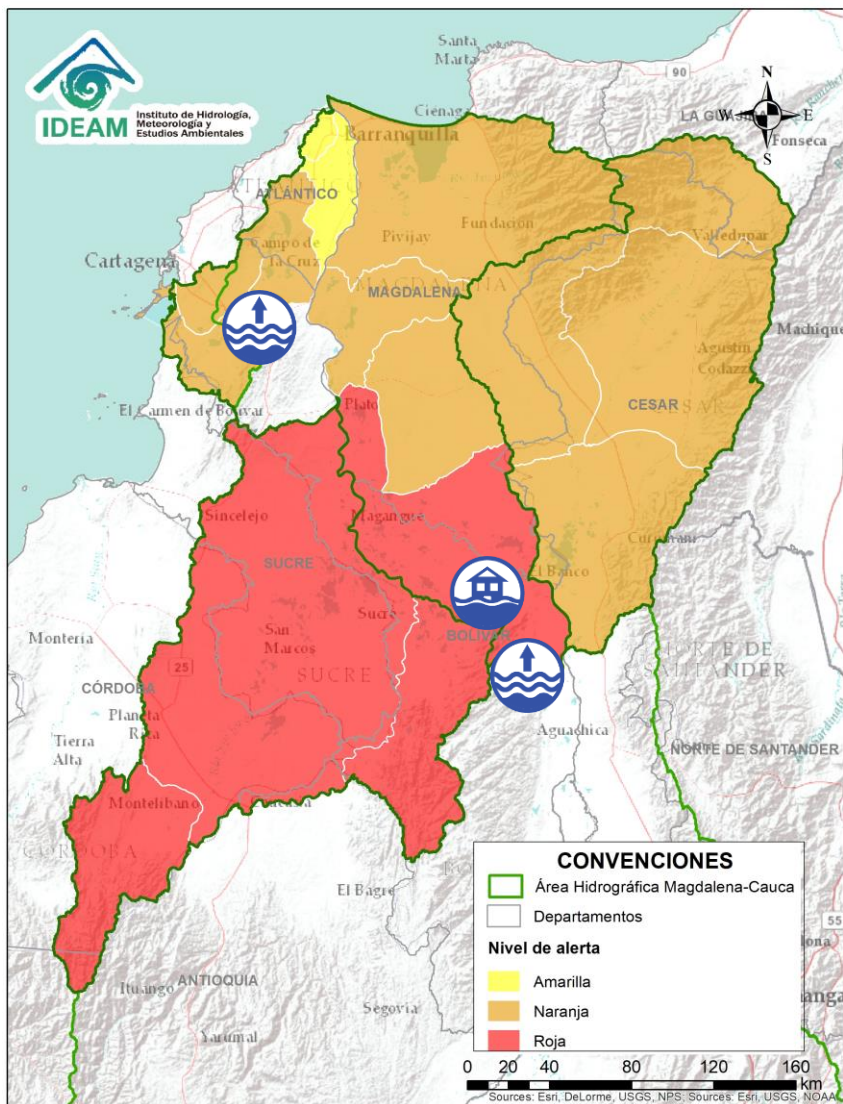 IDEAM
Instituto de Hidrología,
Meteorología y
Estudios Ambientales
Santa
Marta
90
N
W
E
S
LA GUAJIRA
Fonseca
Ciénaga
Barranquilla
ATLÁNTICO
Fundación
Pivijay
Valledupar
Campo de
la Cruz
Cartagena
MAGDALENA
MAGDALENA
Agustín
Codazzi
CESAR
CESAR
El Carmen de Bolívar
Plato
Sincelejo
Magangué
SUCRE
El Banco
Sucre
BOLÍVAR
San
Marcos
Montería
SUCRE
25
NORTE DE
SANTANDER
CÓRDOBA
Planeta
Rica
Aguachica
Tierra
Alta
NORTE DE SANTANDER
Montelíbano
CÓRDOBA
El Bagre
CONVENCIONES
Área Hidrográfica Magdalena-Cauca
Departamentos
Nivel de alerta
Amarilla
Naranja
Roja
55
ANTIOQUIA
Ituango
Segovia
Yarumal
0 20 40 80 120 160
km
Sources: Esri, DeLorme, USGS, NPS; Sources: Esri, USGS, NOAA